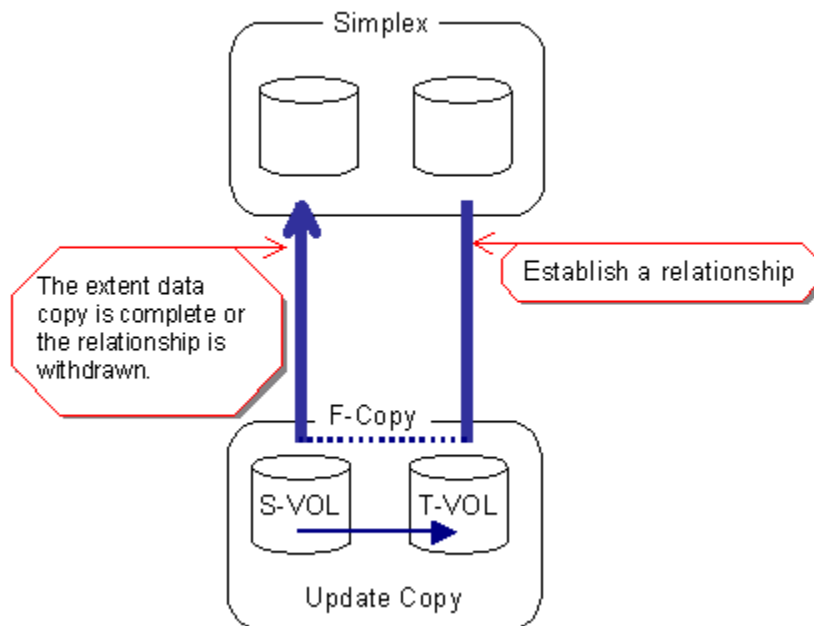 Simplex
The extent data
copy is complete or
the relationship is
withdrawn.
Establish a relationship
F-Copy
S-VOL
T-VOL
Update Copy